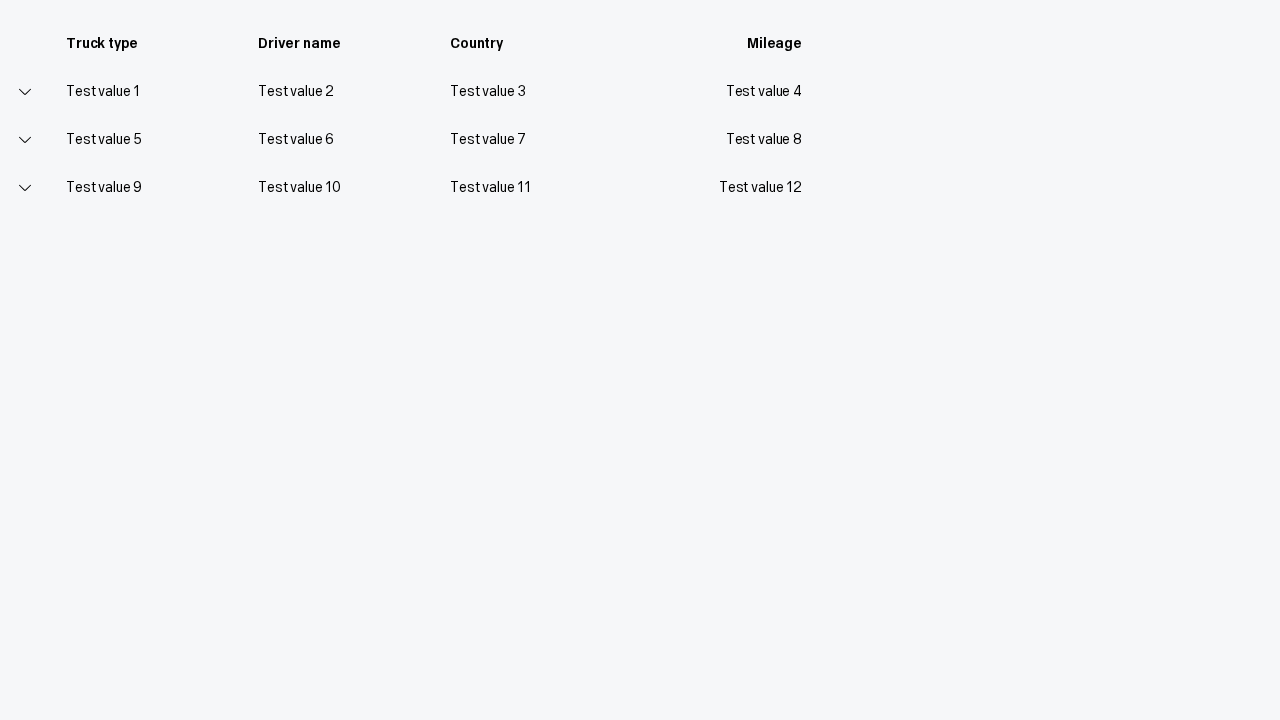 Truck type Driver name Country Mileage
Test value 1 Test value 2 Test value 3 Test value 4
Test value 5 Test value 6 Test value 7 Test value 8
Test value 9 Test value 10 Test value 11 Test value 12